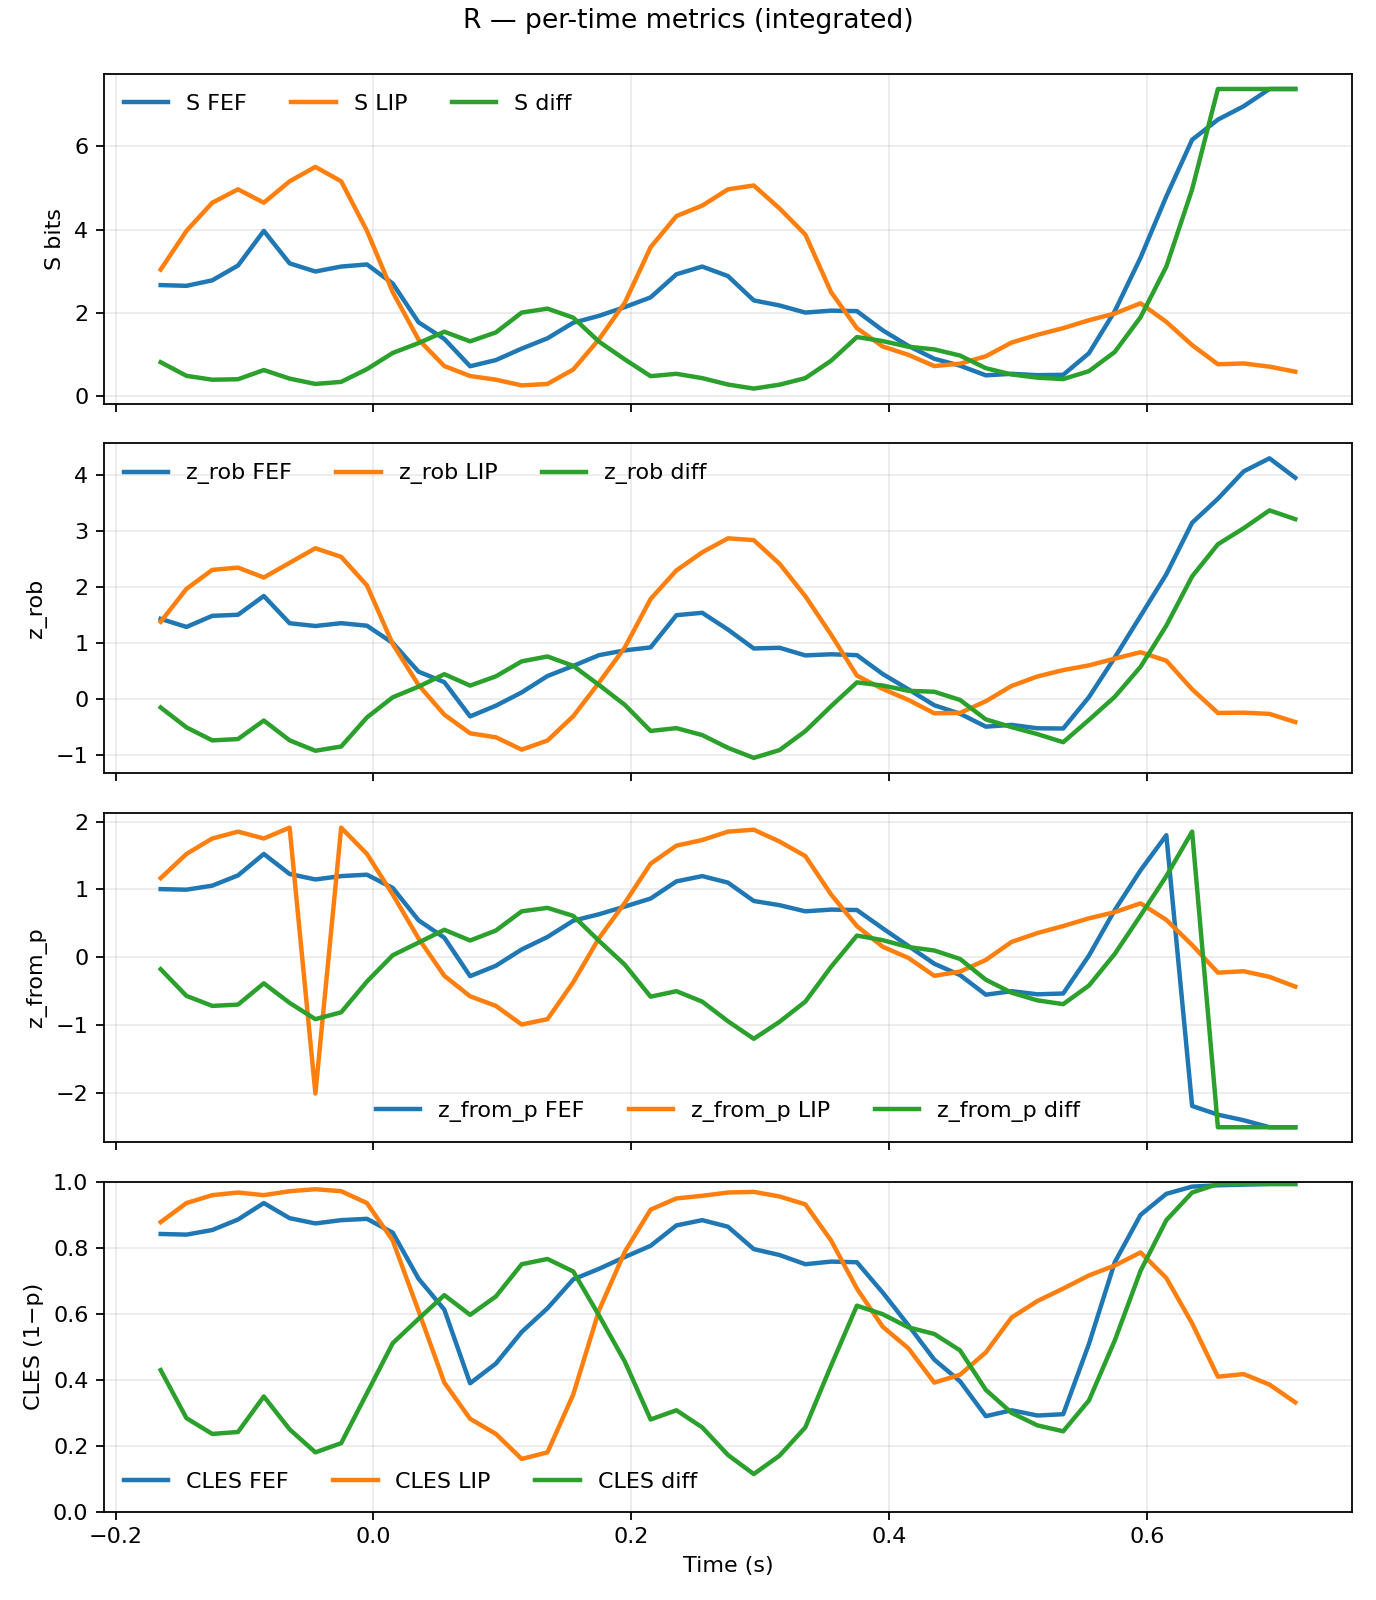 R — per-time metrics (integrated)
S FEF S LIP S diff
S bits
6
4
2
0
z_rob FEF z_rob LIP z_rob diff
z_rob
4
3
2
1
0
−1
z_from_p
2
1
0
−1
−2
z_from_p FEF z_from_p LIP z_from_p diff
CLES (1−p)
1.0
0.8
0.6
0.4
0.2
0.0
CLES FEF CLES LIP CLES diff
−0.2 0.0 0.2 0.4 0.6
Time (s)